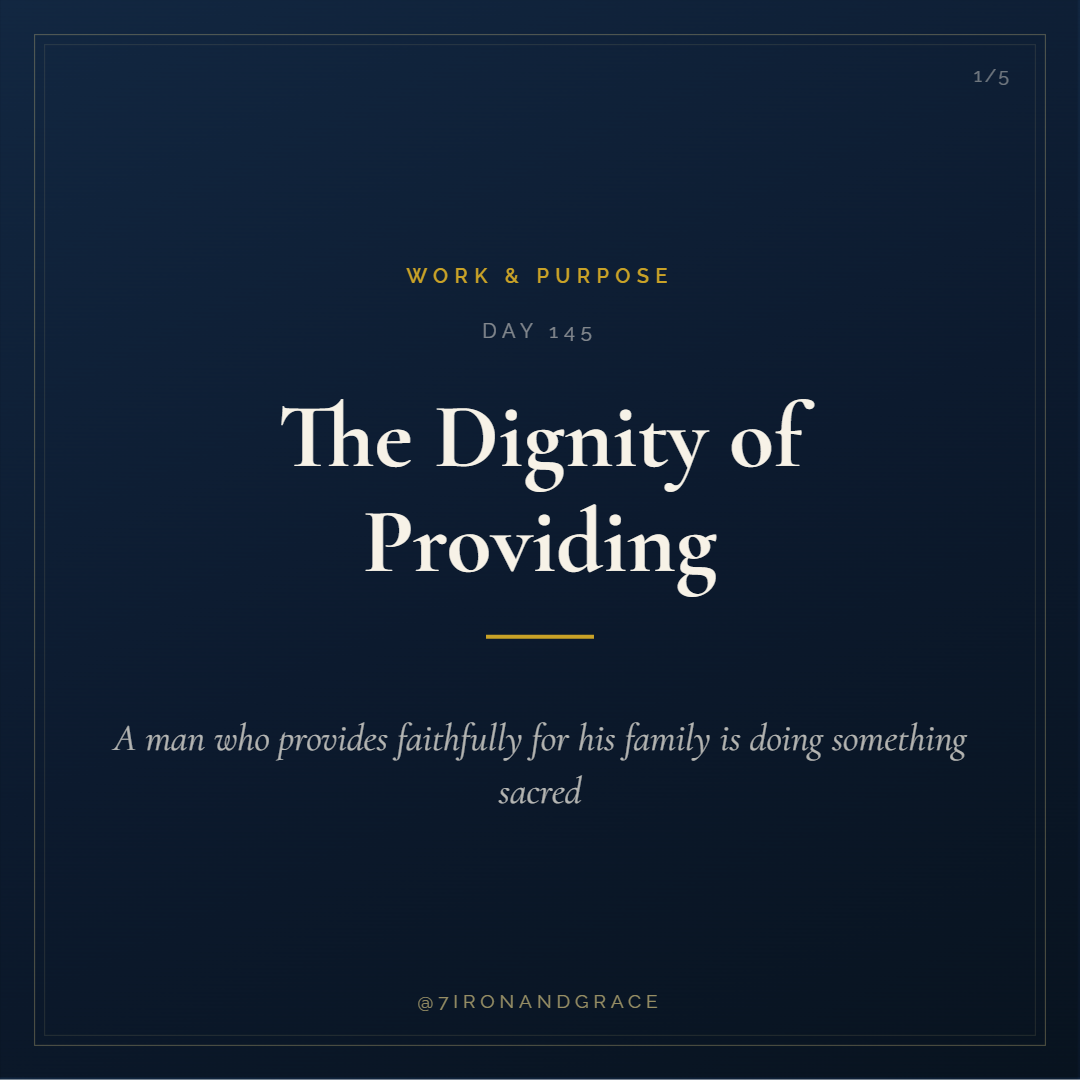 1/5
WORK & PURPOSE
DAY 145
The Dignity of
Providing
A man who provides faithfully for his family is doing something
sacred
@7IRONANDGRACE